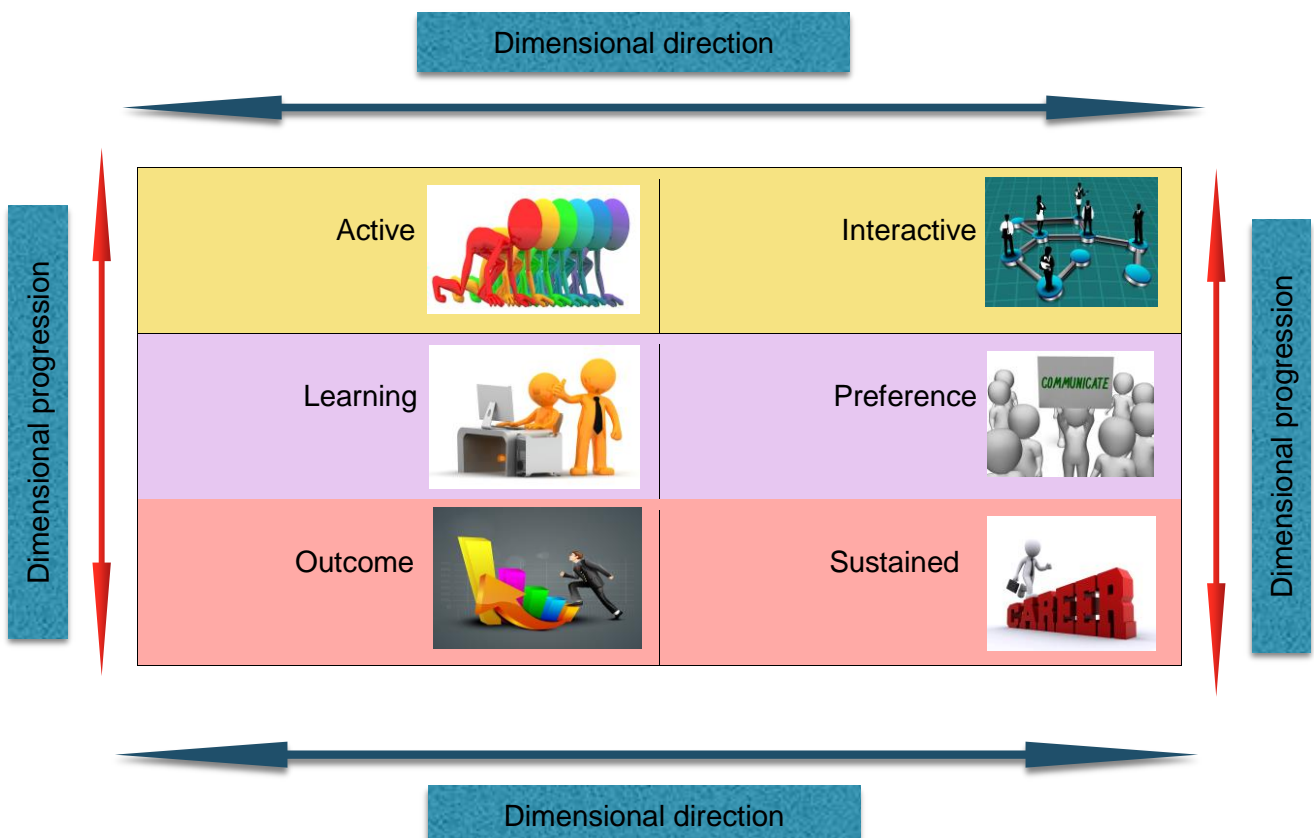 Dimensional direction
Dimensional progression
Active
Interactive
Dimensional progression
Learning
Preference
COMMUNICATE
Outcome
Sustained
CAREER
Dimensional direction